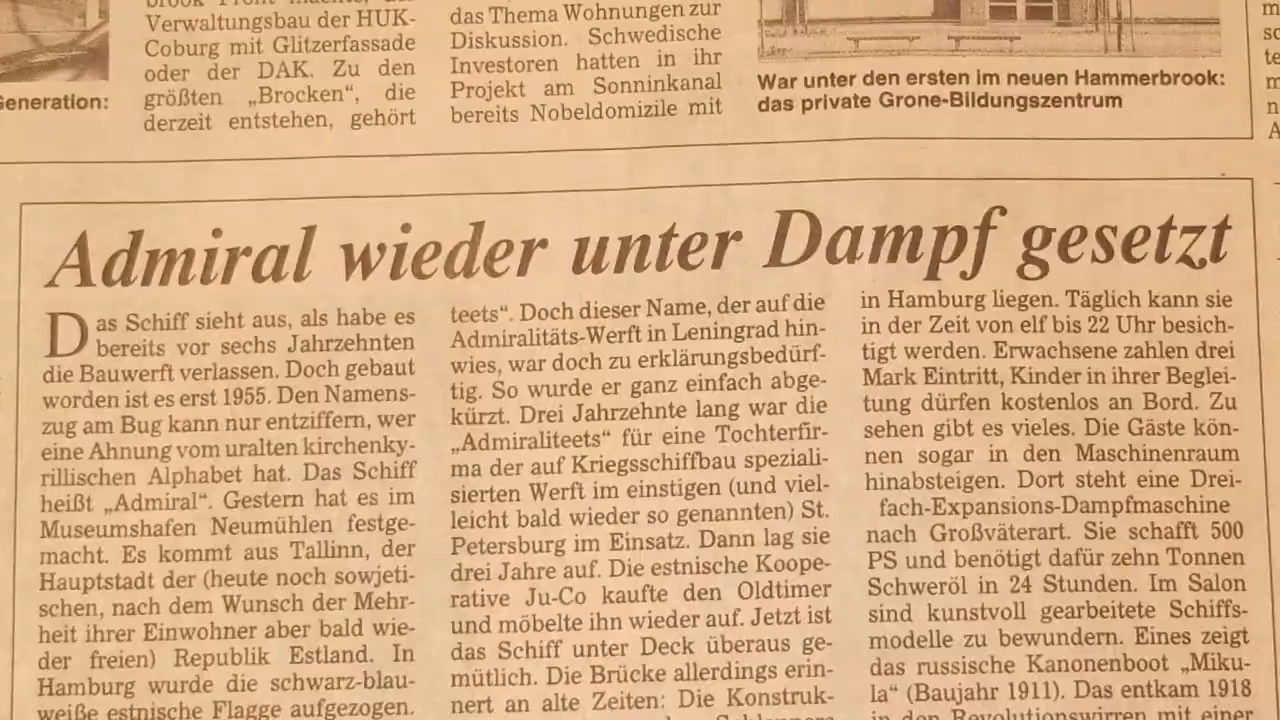 Verwaltungsbau der HUK-
Coburg mit Glitzerfassade
oder der DAK. Zu den
größten „Brocken“, die
derzeit entstehen, gehört
das Thema Wohnungen zur
Diskussion. Schwedische
Investoren hatten in ihr
Projekt am Sonninkanal
bereits Nobeldomizile mit
War unter den ersten im neuen Hammerbrook:
das private Grone-Bildungszentrum
Admiral wieder unter Dampf gesetzt
Das Schiff sieht aus, als habe es
bereits vor sechs Jahrzehnten
die Bauwerft verlassen. Doch gebaut
worden ist es erst 1955. Den Namens-
zug am Bug kann nur entziffern, wer
eine Ahnung vom uralten kirchenky-
rillischen Alphabet hat. Das Schiff
heißt „Admiral“. Gestern hat es im
Museumshafen Neumühlen festge-
macht. Es kommt aus Tallinn, der
Hauptstadt der (heute noch sowjeti-
schen, nach dem Wunsch der Mehr-
heit ihrer Einwohner aber bald wie-
der freien) Republik Estland. In
Hamburg wurde die schwarz-blau-
weiße estnische Flagge aufgezogen.
teets“. Doch dieser Name, der auf die
Admiralitäts-Werft in Leningrad hin-
wies, war doch zu erklärungsbedürf-
tig. So wurde er ganz einfach abge-
kürzt. Drei Jahrzehnte lang war die
„Admiraliteets“ für eine Tochterfir-
ma der auf Kriegsschiffbau speziali-
sierten Werft im einstigen (und viel-
leicht bald wieder so genannten) St.
Petersburg im Einsatz. Dann lag sie
drei Jahre auf. Die estnische Koope-
rative Ju-Co kaufte den Oldtimer
und möbelte ihn wieder auf. Jetzt ist
das Schiff unter Deck überaus ge-
mütlich. Die Brücke allerdings erin-
nert an alte Zeiten: Die Konstruk-
in Hamburg liegen. Täglich kann sie
in der Zeit von elf bis 22 Uhr besich-
tigt werden. Erwachsene zahlen drei
Mark Eintritt, Kinder in ihrer Beglei-
tung dürfen kostenlos an Bord. Zu
sehen gibt es vieles. Die Gäste kön-
nen sogar in den Maschinenraum
hinabsteigen. Dort steht eine Drei-
fach-Expansions-Dampfmaschine
nach Großväterart. Sie schafft 500
PS und benötigt dafür zehn Tonnen
Schweröl in 24 Stunden. Im Salon
sind kunstvoll gearbeitete Schiffs-
modelle zu bewundern. Eines zeigt
das russische Kanonenboot „Miku-
la“ (Baujahr 1911). Das entkam 1918
in den Revolutionswirren mit einer